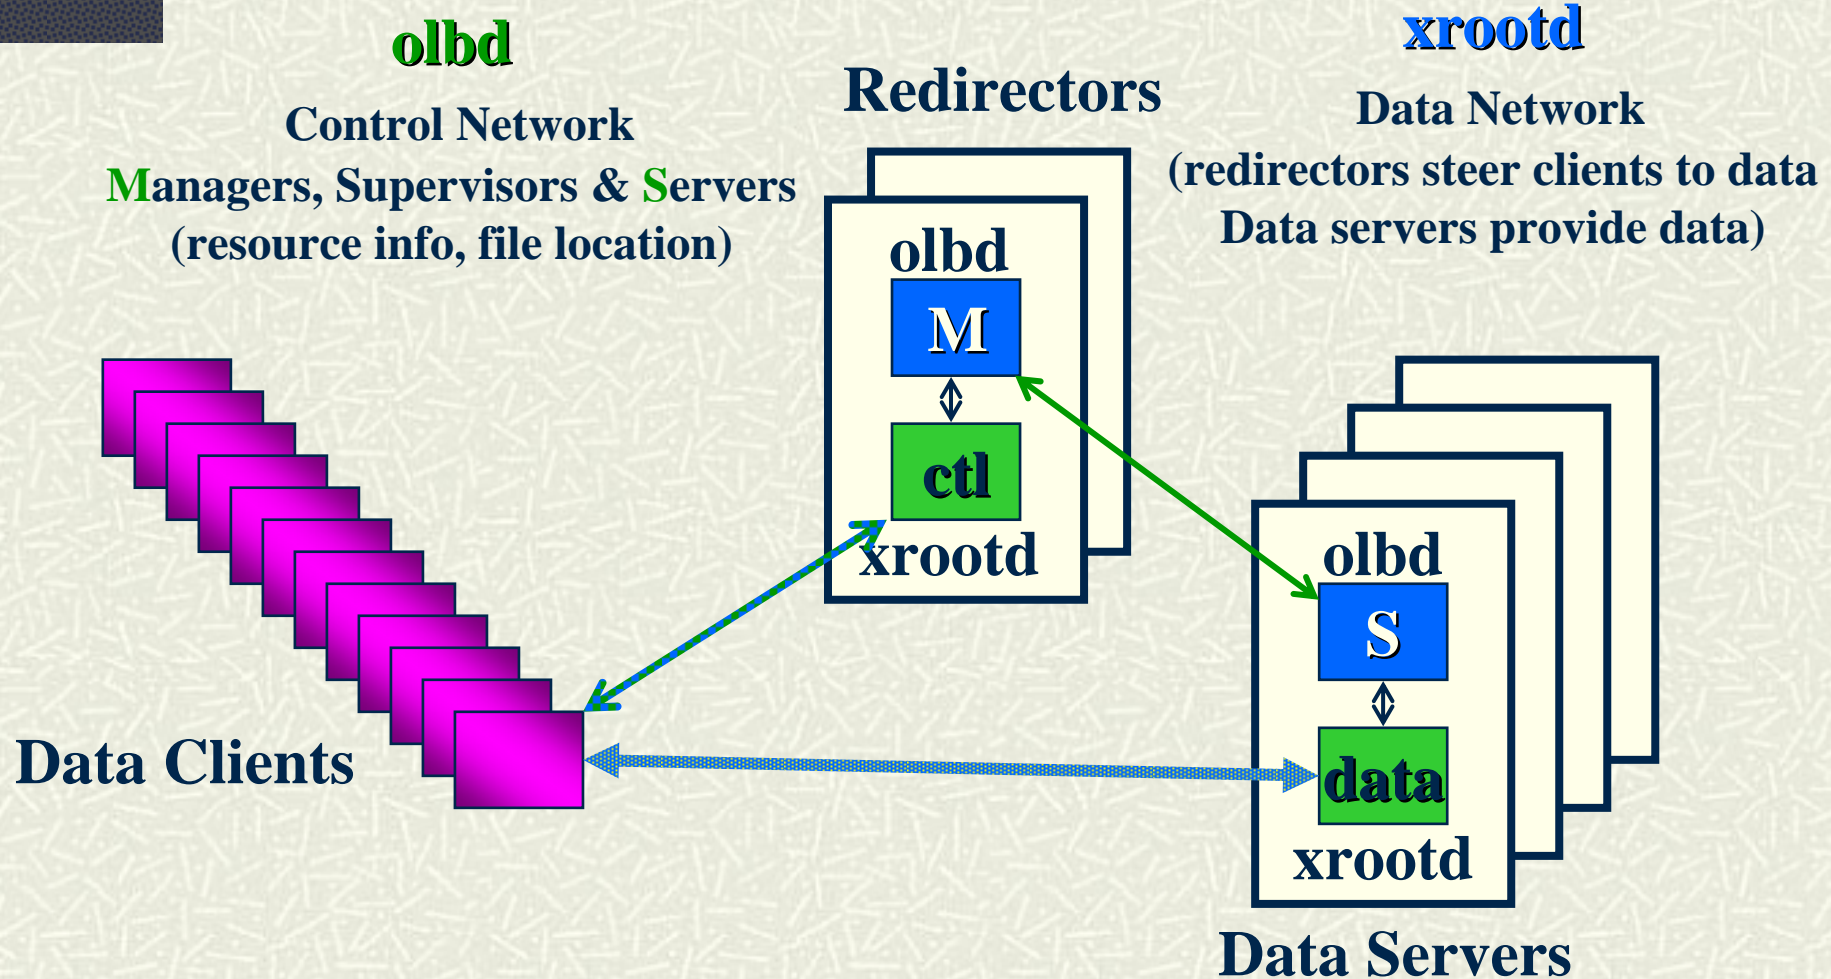 olbd
Control Network
Managers, Supervisors & Servers
(resource info, file location)
Redirectors
xrootd
Data Network
(redirectors steer clients to data
Data servers provide data)
olbd
M
ctl
xrootd
Data Clients
olbd
S
data
xrootd
Data Servers